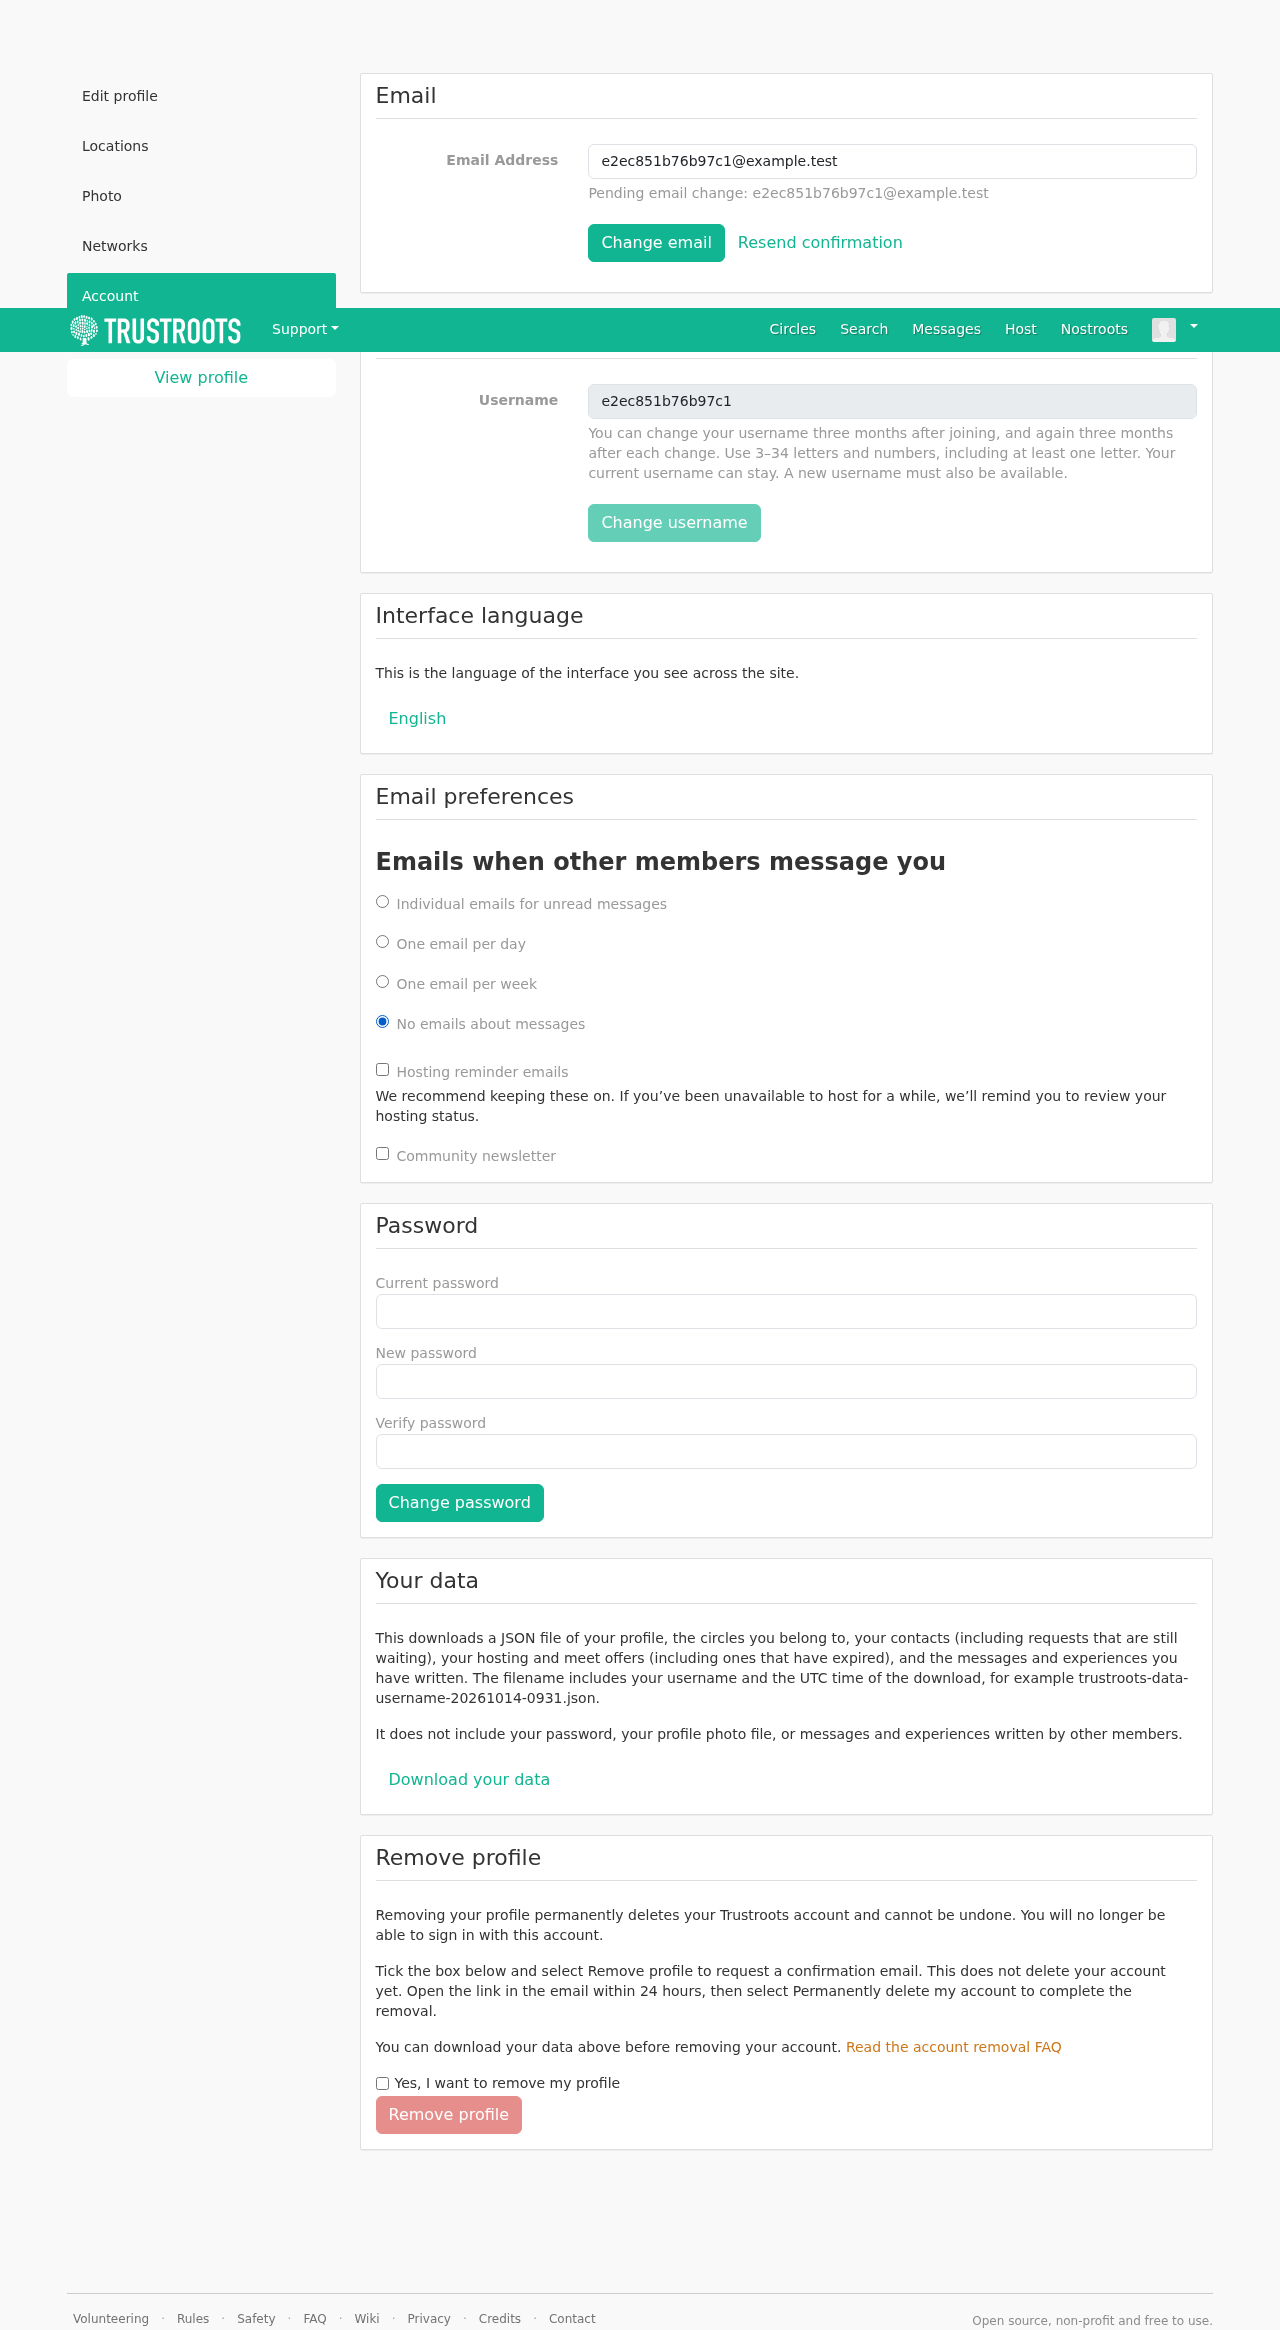 Edit profile
Locations
Photo
Networks
Account
Email
Email Address
e2ec851b76b97c1@example.test
Pending email change: e2ec851b76b97c1@example.test
Change email
Resend confirmation
TRUSTROOTS
Support
Circles
Search
Messages
Host
Nostroots
View profile
Username
e2ec851b76b97c1
You can change your username three months after joining, and again three months
after each change. Use 3–34 letters and numbers, including at least one letter. Your
current username can stay. A new username must also be available.
Change username
Interface language
This is the language of the interface you see across the site.
English
Email preferences
Emails when other members message you
Individual emails for unread messages
One email per day
One email per week
No emails about messages
Hosting reminder emails
We recommend keeping these on. If you’ve been unavailable to host for a while, we’ll remind you to review your
hosting status.
Community newsletter
Password
Current password
New password
Verify password
Change password
Your data
This downloads a JSON file of your profile, the circles you belong to, your contacts (including requests that are still
waiting), your hosting and meet offers (including ones that have expired), and the messages and experiences you
have written. The filename includes your username and the UTC time of the download, for example trustroots-data-
username-20261014-0931.json.
It does not include your password, your profile photo file, or messages and experiences written by other members.
Download your data
Remove profile
Removing your profile permanently deletes your Trustroots account and cannot be undone. You will no longer be
able to sign in with this account.
Tick the box below and select Remove profile to request a confirmation email. This does not delete your account
yet. Open the link in the email within 24 hours, then select Permanently delete my account to complete the
removal.
You can download your data above before removing your account. Read the account removal FAQ
Yes, I want to remove my profile
Remove profile
Volunteering · Rules · Safety · FAQ · Wiki · Privacy · Credits · Contact
Open source, non-profit and free to use.